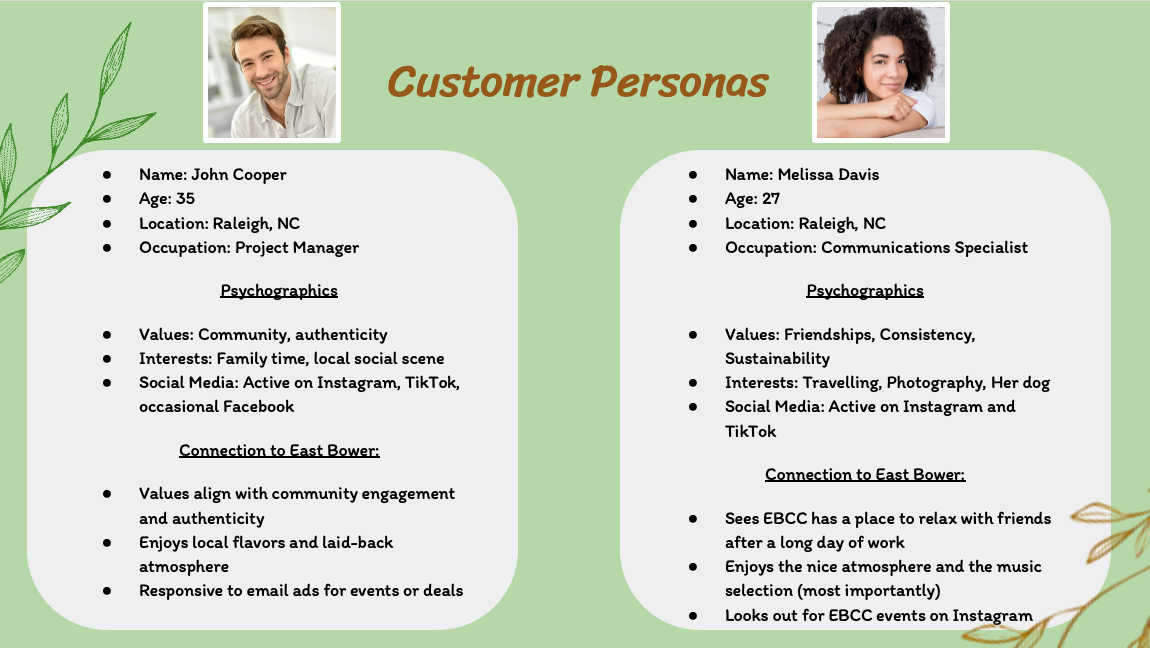 Customer Personas
● Name: John Cooper
● Age: 35
● Location: Raleigh, NC
● Occupation: Project Manager
Psychographics
● Values: Community, authenticity
● Interests: Family time, local social scene
● Social Media: Active on Instagram, TikTok,
occasional Facebook
Connection to East Bower:
● Values align with community engagement
and authenticity
● Enjoys local flavors and laid-back
atmosphere
● Responsive to email ads for events or deals
● Name: Melissa Davis
● Age: 27
● Location: Raleigh, NC
● Occupation: Communications Specialist
Psychographics
● Values: Friendships, Consistency,
Sustainability
● Interests: Travelling, Photography, Her dog
● Social Media: Active on Instagram and
TikTok
Connection to East Bower:
● Sees EBCC has a place to relax with friends
after a long day of work
● Enjoys the nice atmosphere and the music
selection (most importantly)
● Looks out for EBCC events on Instagram